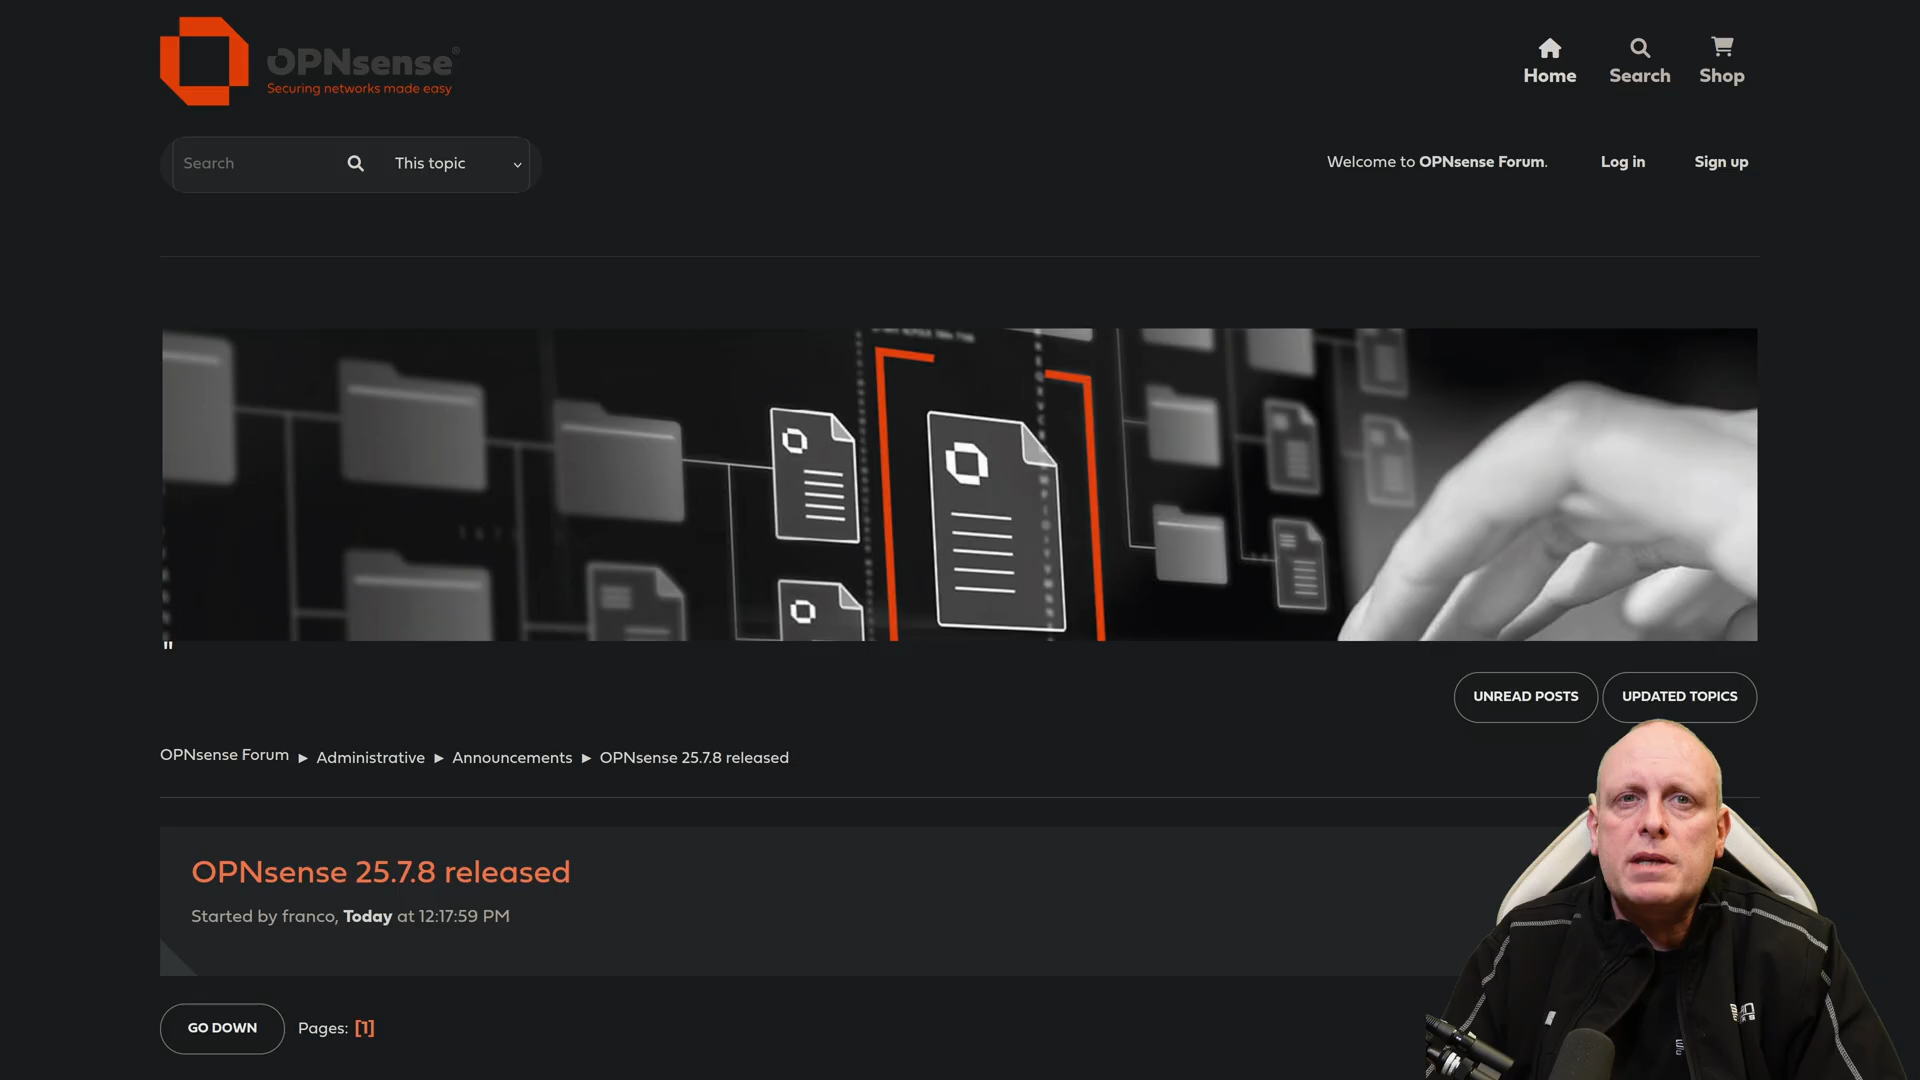 OPNsense®
Securing networks made easy
Home
Search
Shop
Search
This topic
Welcome to OPNsense Forum.
Log in
Sign up
"
UNREAD POSTS
UPDATED TOPICS
OPNsense Forum ► Administrative ► Announcements ► OPNsense 25.7.8 released
OPNsense 25.7.8 released
Started by franco, Today at 12:17:59 PM
GO DOWN
Pages: [1]